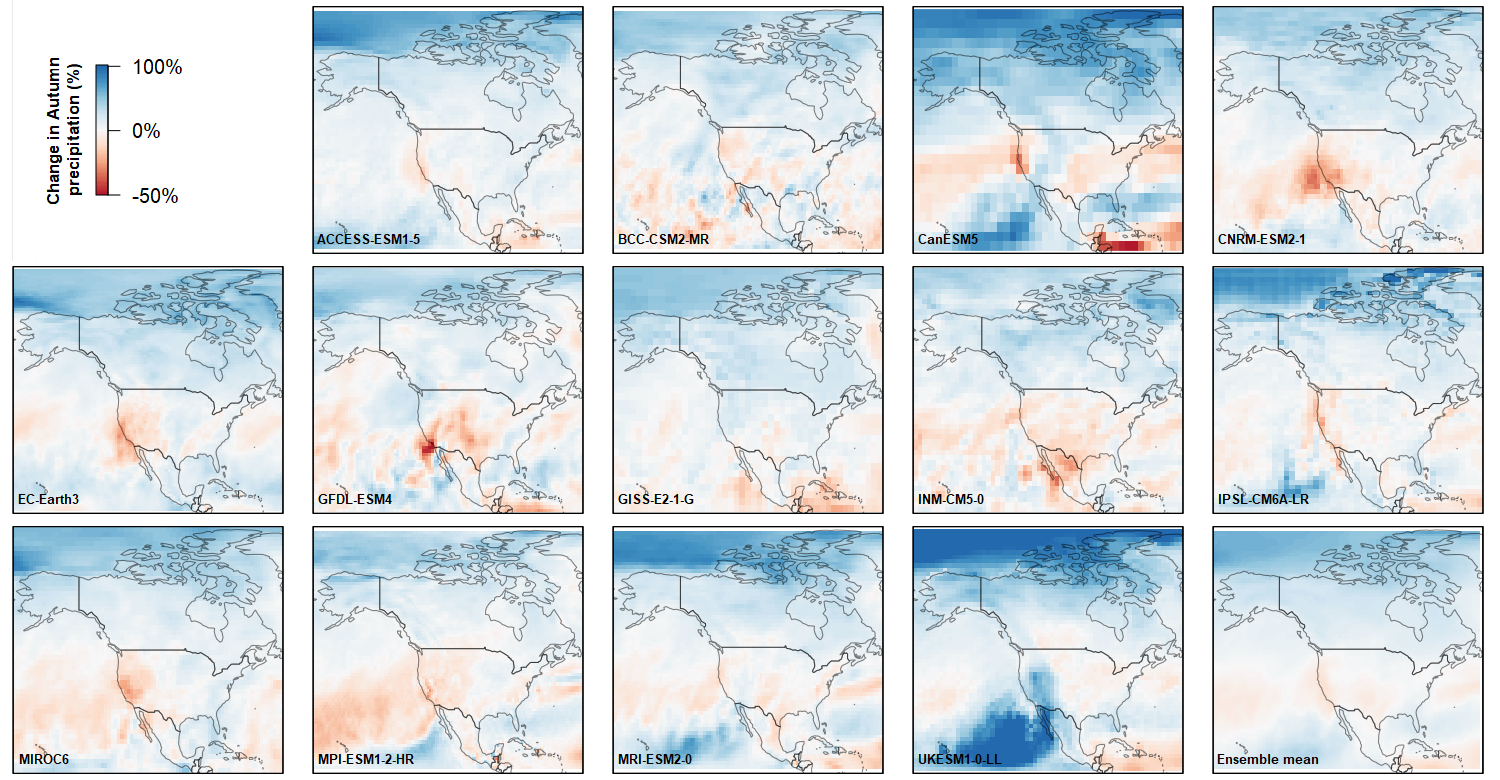 Change in Autumn
precipitation (%)
100%
0%
-50%
ACCESS-ESM1-5
BCC-CSM2-MR
CanESM5
CNRM-ESM2-1
EC-Earth3
GFDL-ESM4
GISS-E2-1-G
INM-CM5-0
IPSL-CM6A-LR
MIROC6
MPI-ESM1-2-HR
MRI-ESM2-0
UKESM1-0-LL
Ensemble mean